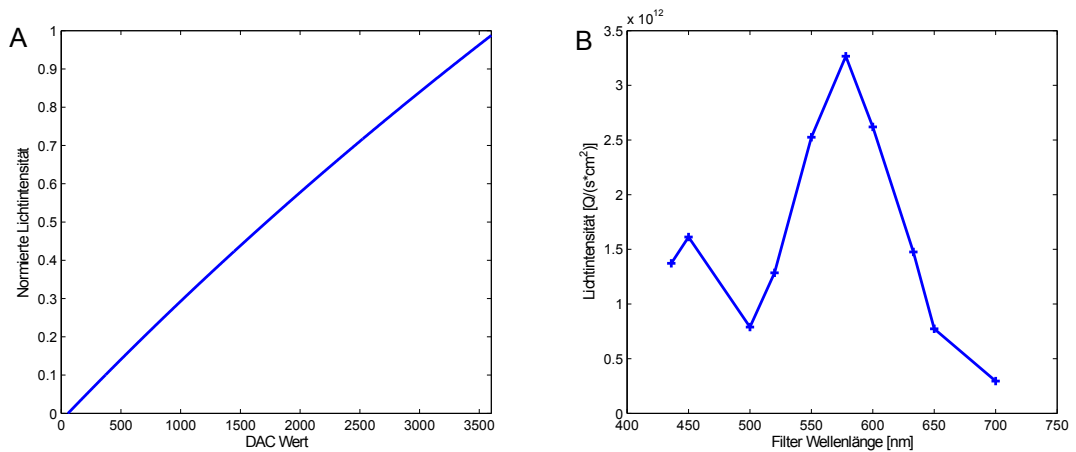 A
1
0.9
0.8
0.7
0.6
0.5
0.4
0.3
0.2
0.1
0
0 500 1000 1500 2000 2500 3000 3500
DAC Wert
Normierte Lichtintensität
B
x 10^12
3.5
3
2.5
2
1.5
1
0.5
0
400 450 500 550 600 650 700 750
Filter Wellenlänge [nm]
Lichtintensität [Q/(s*cm²)]